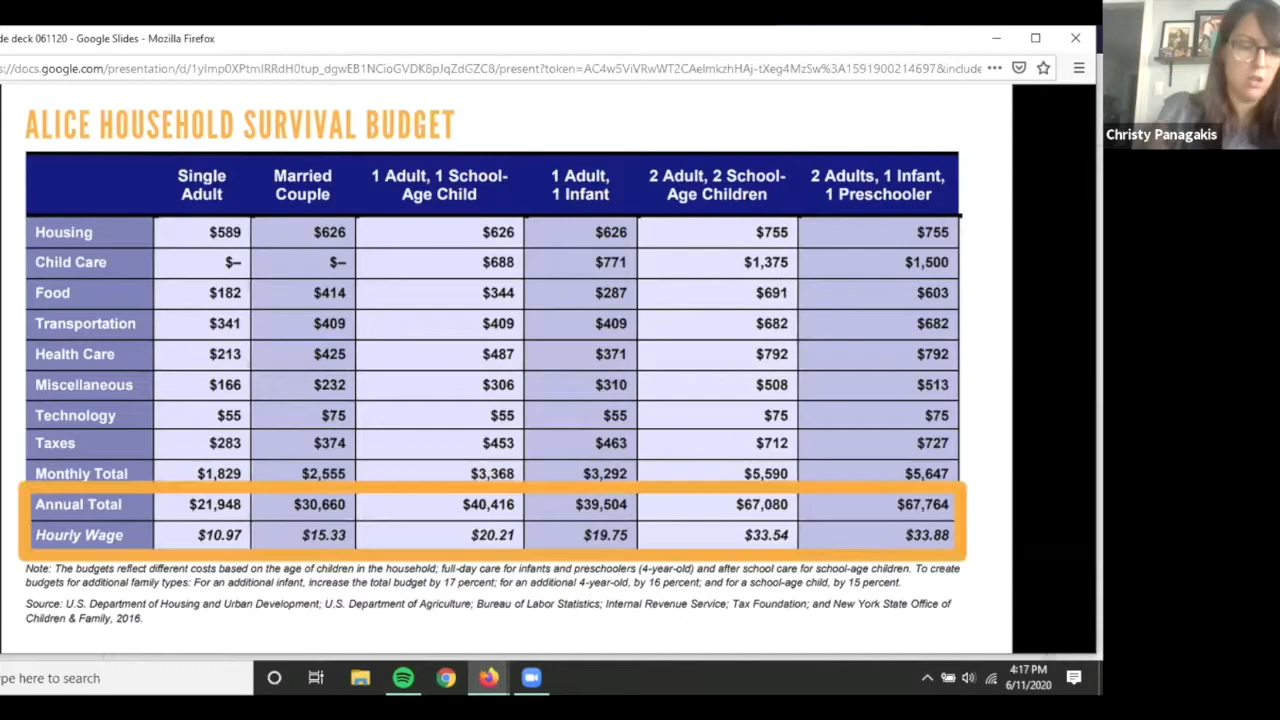 de deck 061120 - Google Slides - Mozilla Firefox
Christy Panagakis
ALICE HOUSEHOLD SURVIVAL BUDGET
Single Adult Married Couple 1 Adult, 1 School-Age Child 1 Adult, 1 Infant 2 Adult, 2 School-Age Children 2 Adults, 1 Infant, 1 Preschooler
Housing $589 $626 $626 $626 $755 $755
Child Care $– $– $688 $771 $1,375 $1,500
Food $182 $414 $344 $287 $691 $603
Transportation $341 $409 $409 $409 $682 $682
Health Care $213 $425 $487 $371 $792 $792
Miscellaneous $166 $232 $306 $310 $508 $513
Technology $55 $75 $55 $55 $75 $75
Taxes $283 $374 $453 $463 $712 $727
Monthly Total $1,829 $2,555 $3,368 $3,292 $5,590 $5,647
Annual Total $21,948 $30,660 $40,416 $39,504 $67,080 $67,764
Hourly Wage $10.97 $15.33 $20.21 $19.75 $33.54 $33.88
Note: The budgets reflect different costs based on the age of children in the household; full-day care for infants and preschoolers (4-year-old) and after school care for school-age children. To create
budgets for additional family types: For an additional infant, increase the total budget by 17 percent; for an additional 4-year-old, by 16 percent; and for a school-age child, by 15 percent.
Source: U.S. Department of Housing and Urban Development; U.S. Department of Agriculture; Bureau of Labor Statistics; Internal Revenue Service; Tax Foundation; and New York State Office of
Children & Family, 2016.
pe here to search
4:17 PM
6/11/2020